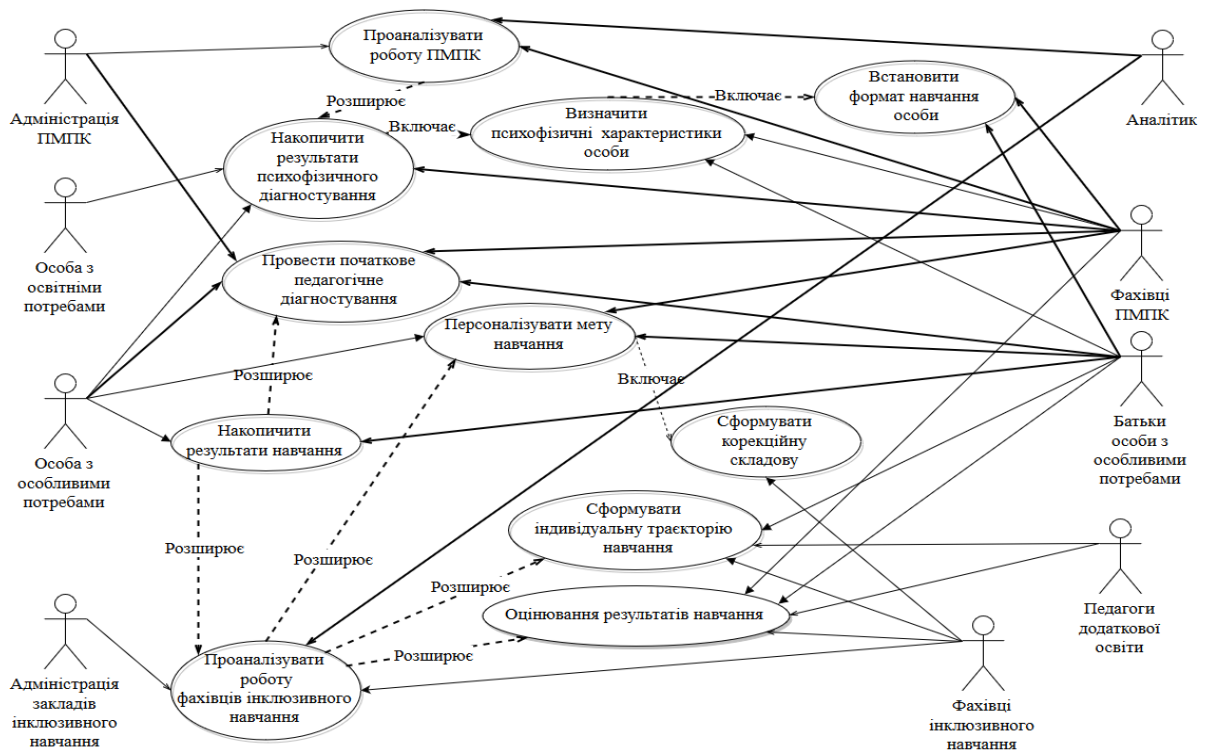 Проаналізувати
роботу ПМПК
Адміністрація
ПМПК
Аналітик
Встановити
формат навчання
особи
Розширює
Включає
Включає
Визначити
психофізичні характеристики
особи
Накопичити
результати
психофізичного
діагностування
Особа з
освітніми
потребами
Провести початкове
педагогічне
діагностування
Фахівці
ПМПК
Персоналізувати мету
навчання
Розширює
Включає
Особа з
особливими
потребами
Накопичити
результати навчання
Сформувати
корекційну
складову
Батьки
особи з
особливими
потребами
Сформувати
індивідуальну траєкторію
навчання
Розширює
Розширює
Розширює
Оцінювання результатів навчання
Педагоги
додаткової
освіти
Розширює
Проаналізувати
роботу
фахівців інклюзивного
навчання
Адміністрація
закладів
інклюзивного
навчання
Фахівці
інклюзивного
навчання